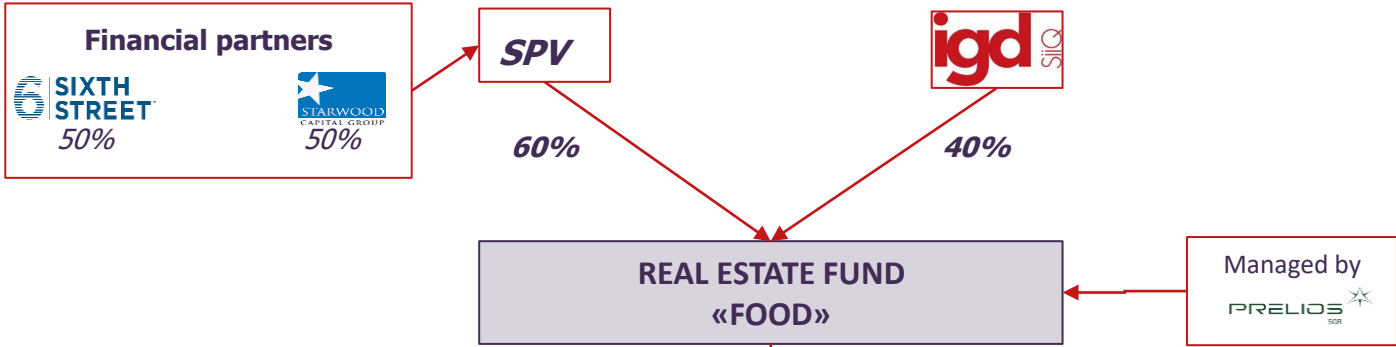 Financial partners
6 SIXTH
STREET
50%
STARWOOD
CAPITAL GROUP
50%
SPV
igd
SIIQ
60%
40%
REAL ESTATE FUND
«FOOD»
Managed by
PRELIOS
SGR